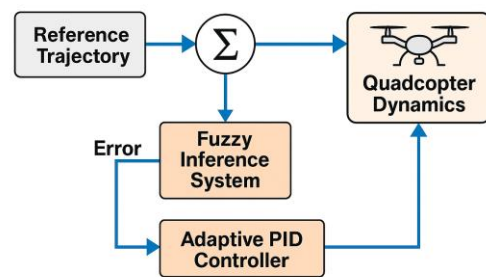 Reference
Trajectory
Σ
Quadcopter
Dynamics
Error
Fuzzy
Inference
System
Adaptive PID
Controller